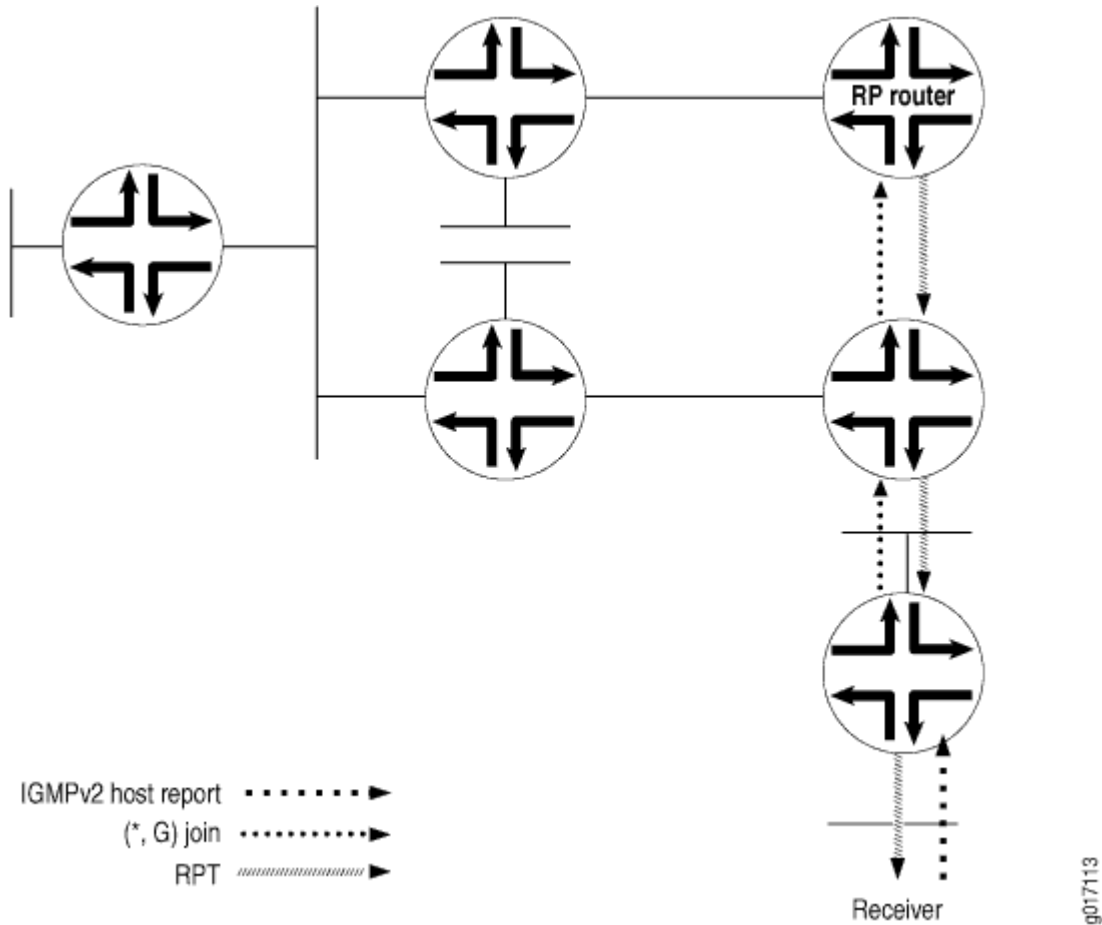 RP router
IGMPv2 host report
(*, G) join
RPT
Receiver
g017113